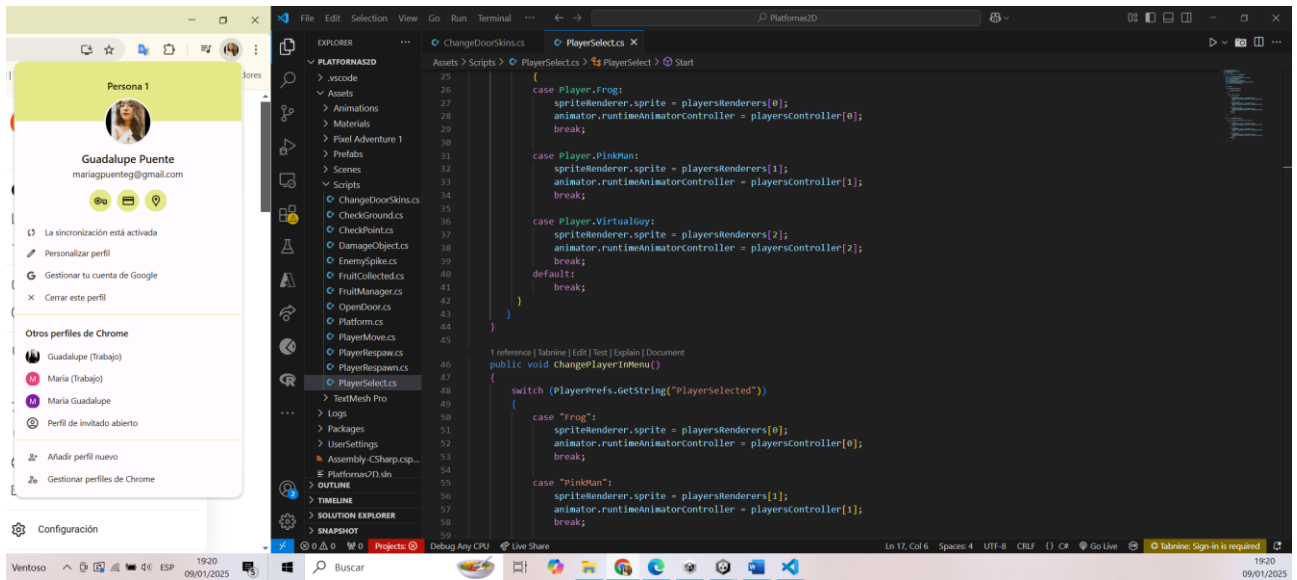 dores
Persona 1
Guadalupe Puente
mariagpuenteg@gmail.com
La sincronización está activada
Personalizar perfil
G Gestionar tu cuenta de Google
Cerrar este perfil
Otros perfiles de Chrome
Guadalupe (Trabajo)
M Maria (Trabajo)
M Maria Guadalupe
Perfil de invitado abierto
Añadir perfil nuevo
Gestionar perfiles de Chrome
Configuración
Ventoso ESP 19:20
09/01/2025 5
File Edit Selection View Go Run Terminal ··· Platfornas2D
EXPLORER ···
PLATFORNAS2D
.vscode
Assets
Animations
Materials
Pixel Adventure 1
Prefabs
Scenes
Scripts
ChangeDoorSkins.cs
CheckGround.cs
CheckPoint.cs
DamageObject.cs
EnemySpike.cs
FruitCollected.cs
FruitManager.cs
OpenDoor.cs
Platform.cs
PlayerMove.cs
PlayerRespaw.cs
PlayerRespawn.cs
PlayerSelect.cs
TextMesh Pro
Logs
Packages
UserSettings
Assembly-CSharp.csp...
Platfornas2D.sln
OUTLINE
TIMELINE
SOLUTION EXPLORER
SNAPSHOT
ChangeDoorSkins.cs PlayerSelect.cs
Assets > Scripts > PlayerSelect.cs > PlayerSelect > Start
25 {
26 case Player.Frog:
27 spriteRenderer.sprite = playersRenderers[0];
28 animator.runtimeAnimatorController = playersController[0];
29 break;
30
31 case Player.PinkMan:
32 spriteRenderer.sprite = playersRenderers[1];
33 animator.runtimeAnimatorController = playersController[1];
34 break;
35
36 case Player.VirtualGuy:
37 spriteRenderer.sprite = playersRenderers[2];
38 animator.runtimeAnimatorController = playersController[2];
39 break;
40 default:
41 break;
42 }
43 }
44 }
45
1 reference | Tabnine | Edit | Test | Explain | Document
46 public void ChangePlayerInMenu()
47 {
48 switch (PlayerPrefs.GetString("PlayerSelected"))
49 {
50 case "Frog":
51 spriteRenderer.sprite = playersRenderers[0];
52 animator.runtimeAnimatorController = playersController[0];
53 break;
54
55 case "PinkMan":
56 spriteRenderer.sprite = playersRenderers[1];
57 animator.runtimeAnimatorController = playersController[1];
58 break;
59
0 0 0 Projects: Debug Any CPU Live Share Ln 17, Col 6 Spaces: 4 UTF-8 CRLF {} C# Go Live Tabnine: Sign-in is required
Buscar 19:20
09/01/2025